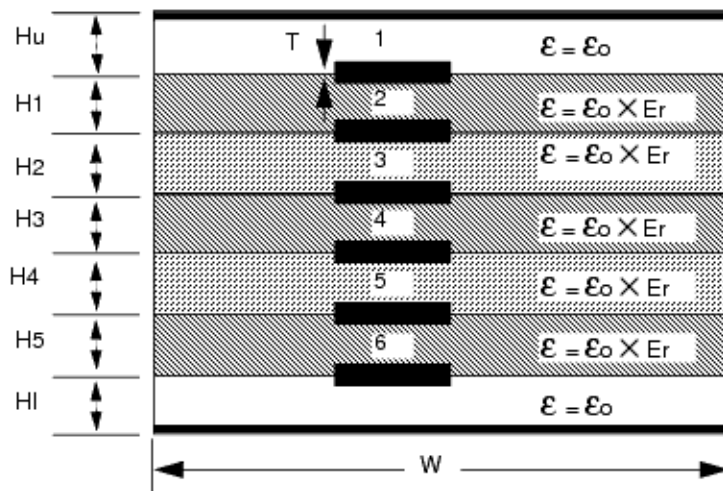 Hu
T
1
ε = εo
H1
2
ε = εo × Er
H2
3
ε = εo × Er
H3
4
ε = εo × Er
H4
5
ε = εo × Er
H5
6
ε = εo × Er
Hl
ε = εo
W